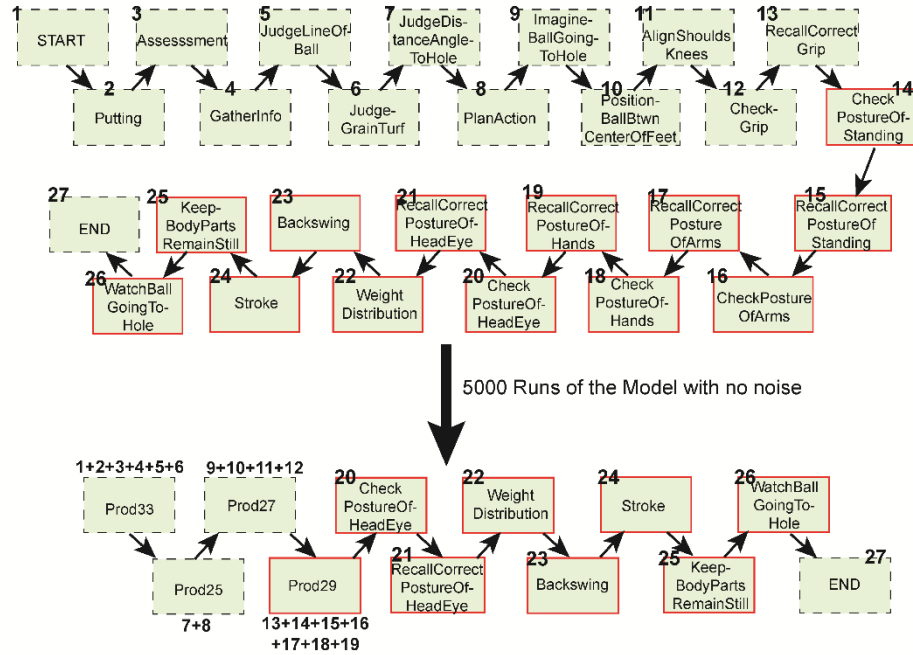 1
START
2
Putting
3
Assesssment
4
GatherInfo
5
JudgeLineOf
Ball
6
Judge-
GrainTurf
7
JudgeDis-
tanceAngle-
ToHole
8
PlanAction
9
Imagine-
BallGoing-
ToHole
10
Position-
BallBtwn
CenterOfFeet
11
AlignShoulds
Knees
12
Check-
Grip
13
RecallCorrect
Grip
14
Check
PostureOf-
Standing
15
RecallCorrect
PostureOf
Standing
16
CheckPosture
OfArms
17
RecallCorrect
Posture
OfArms
18
Check
PostureOf-
Hands
19
RecallCorrect
PostureOf-
Hands
20
Check
PostureOf-
HeadEye
21
RecallCorrect
PostureOf-
HeadEye
22
Weight
Distribution
23
Backswing
24
Stroke
25
Keep-
BodyParts
RemainStill
26
WatchBall
GoingTo-
Hole
27
END
5000 Runs of the Model with no noise
1+2+3+4+5+6
Prod33
Prod25
7+8
9+10+11+12
Prod27
Prod29
13+14+15+16
+17+18+19
20
Check
PostureOf-
HeadEye
21
RecallCorrect
PostureOf-
HeadEye
22
Weight
Distribution
23
Backswing
24
Stroke
25
Keep-
BodyParts
RemainStill
26
WatchBall
GoingTo-
Hole
27
END